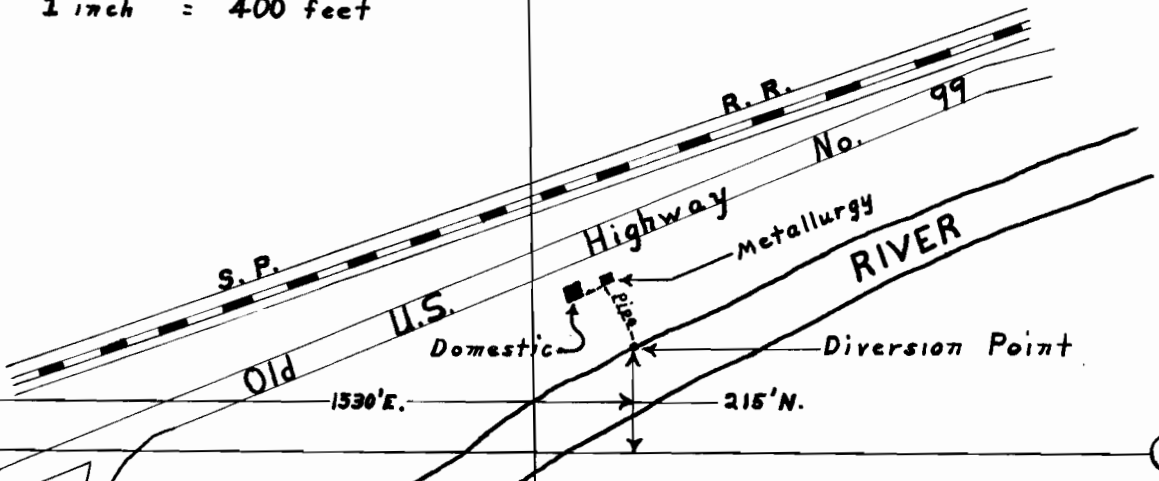 1 inch = 400 feet
S. P. R. R.
Old U.S. Highway No. 99
Metallurgy
RIVER
Pipe
Domestic
Diversion Point
1530'E.
215'N.